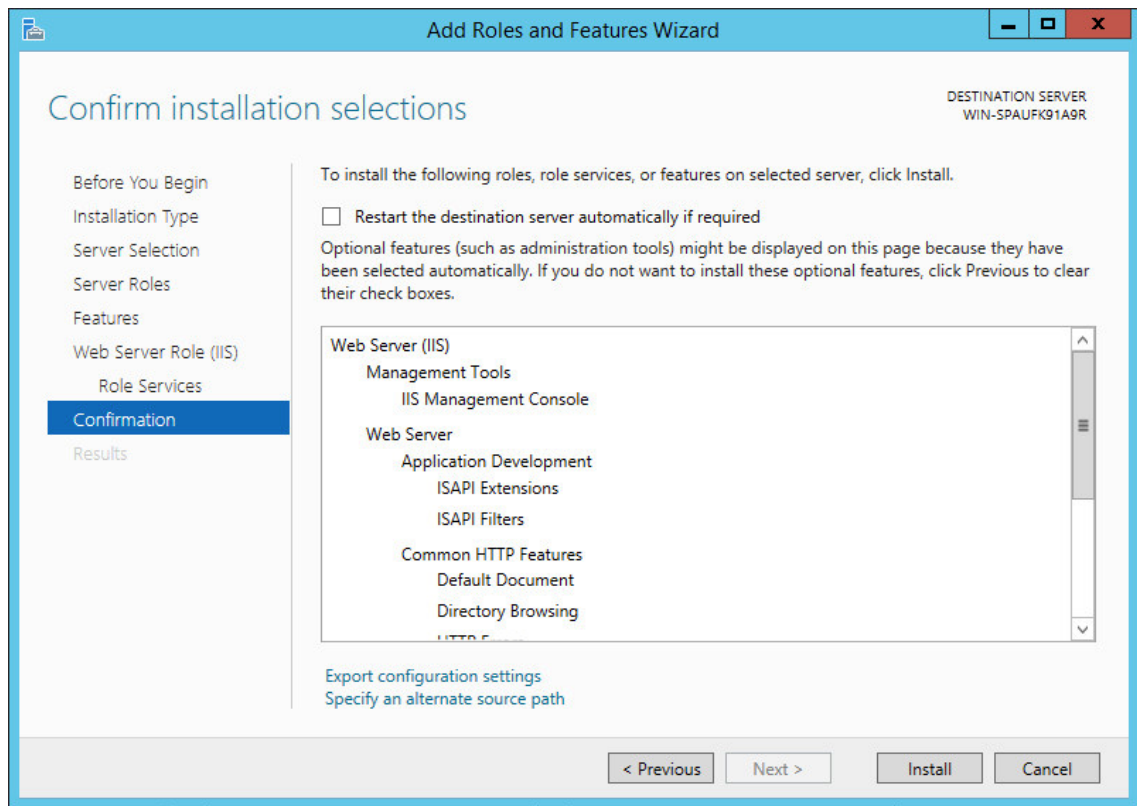 Add Roles and Features Wizard
Confirm installation selections
DESTINATION SERVER
WIN-SPAUFK91A9R
Before You Begin
Installation Type
Server Selection
Server Roles
Features
Web Server Role (IIS)
Role Services
Confirmation
Results
To install the following roles, role services, or features on selected server, click Install.
Restart the destination server automatically if required
Optional features (such as administration tools) might be displayed on this page because they have
been selected automatically. If you do not want to install these optional features, click Previous to clear
their check boxes.
Web Server (IIS)
Management Tools
IIS Management Console
Web Server
Application Development
ISAPI Extensions
ISAPI Filters
Common HTTP Features
Default Document
Directory Browsing
HTTP Errors
Export configuration settings
Specify an alternate source path
< Previous
Next >
Install
Cancel